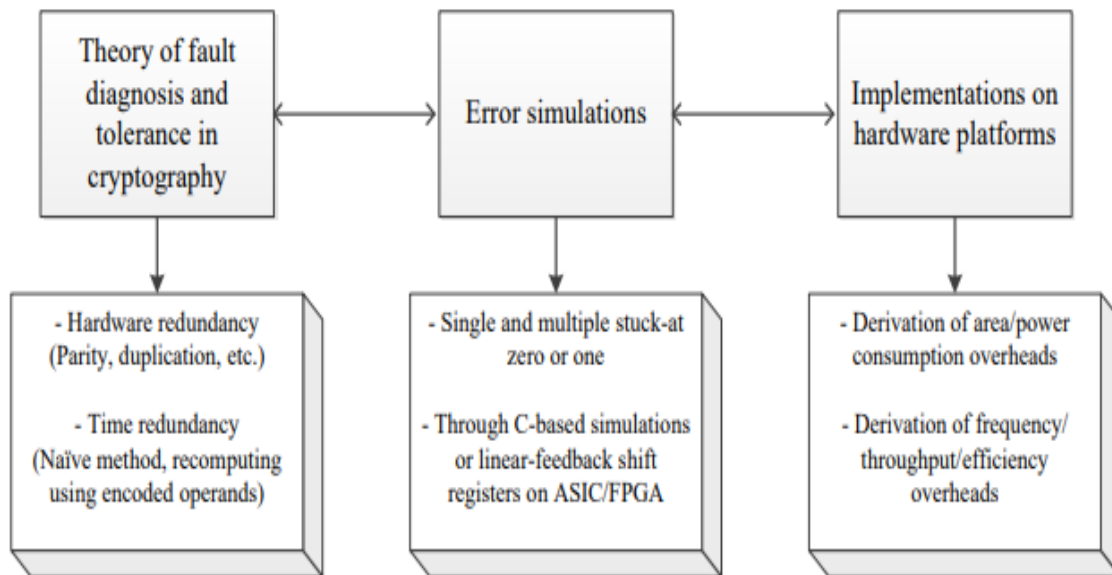 Theory of fault
diagnosis and
tolerance in
cryptography
Error simulations
Implementations on
hardware platforms
- Hardware redundancy
(Parity, duplication, etc.)
- Time redundancy
(Naïve method, recomputing
using encoded operands)
- Single and multiple stuck-at
zero or one
- Through C-based simulations
or linear-feedback shift
registers on ASIC/FPGA
- Derivation of area/power
consumption overheads
- Derivation of frequency/
throughput/efficiency
overheads